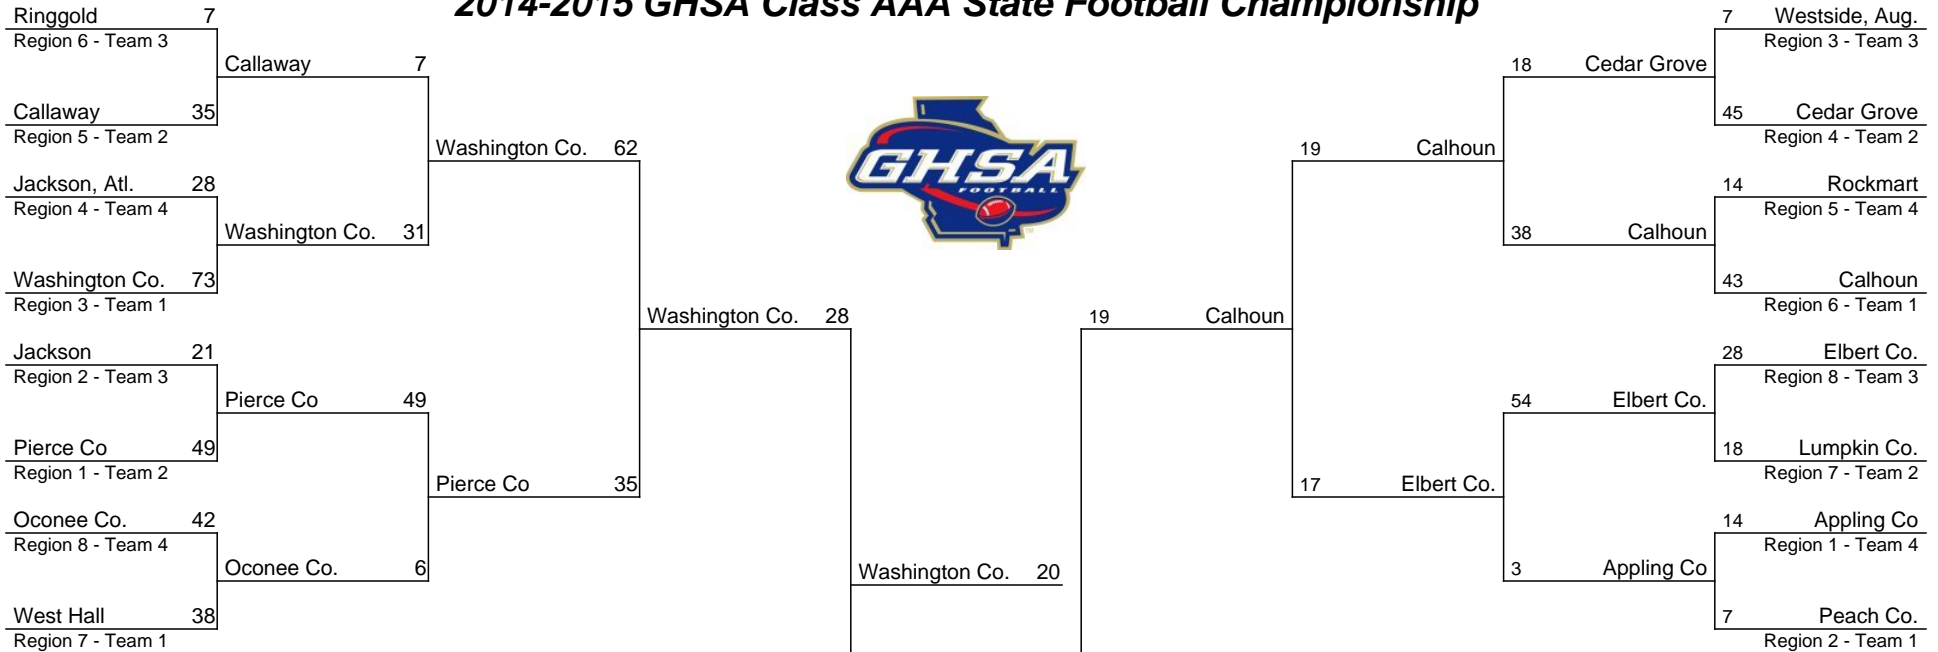 2014-2015 GHSA Class AAA State Football Championship
Ringgold 7
Region 6 - Team 3
Callaway 7
Callaway 35
Region 5 - Team 2
Washington Co. 62
Jackson, Atl. 28
Region 4 - Team 4
Washington Co. 31
Washington Co. 73
Region 3 - Team 1
Washington Co. 28
Jackson 21
Region 2 - Team 3
Pierce Co 49
Pierce Co 49
Region 1 - Team 2
Pierce Co 35
Oconee Co. 42
Region 8 - Team 4
Oconee Co. 6
West Hall 38
Region 7 - Team 1
Washington Co. 20
GHSA
FOOTBALL
TM
7 Westside, Aug.
Region 3 - Team 3
18 Cedar Grove
45 Cedar Grove
Region 4 - Team 2
19 Calhoun
14 Rockmart
Region 5 - Team 4
38 Calhoun
43 Calhoun
Region 6 - Team 1
19 Calhoun
28 Elbert Co.
Region 8 - Team 3
54 Elbert Co.
18 Lumpkin Co.
Region 7 - Team 2
17 Elbert Co.
14 Appling Co
Region 1 - Team 4
3 Appling Co
7 Peach Co.
Region 2 - Team 1